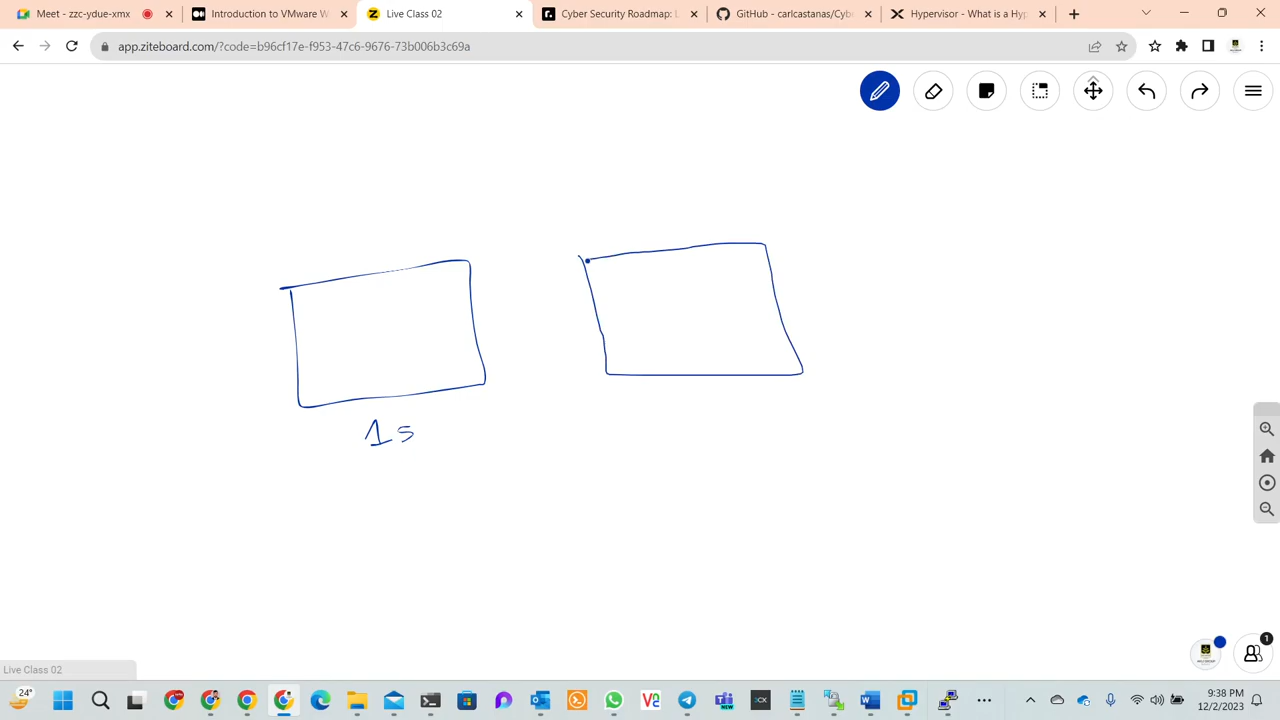 Meet - zzc-ydue-xmx
Introduction to VMware W
Live Class 02
Cyber Security Roadmap: L
GitHub - carlcastanas/Cyb
Hypervisor - What is a Hyp
app.ziteboard.com/?code=b96cf17e-f953-47c6-9676-73b006b3c69a
1s
1
Live Class 02
24°
9:38 PM
12/2/2023